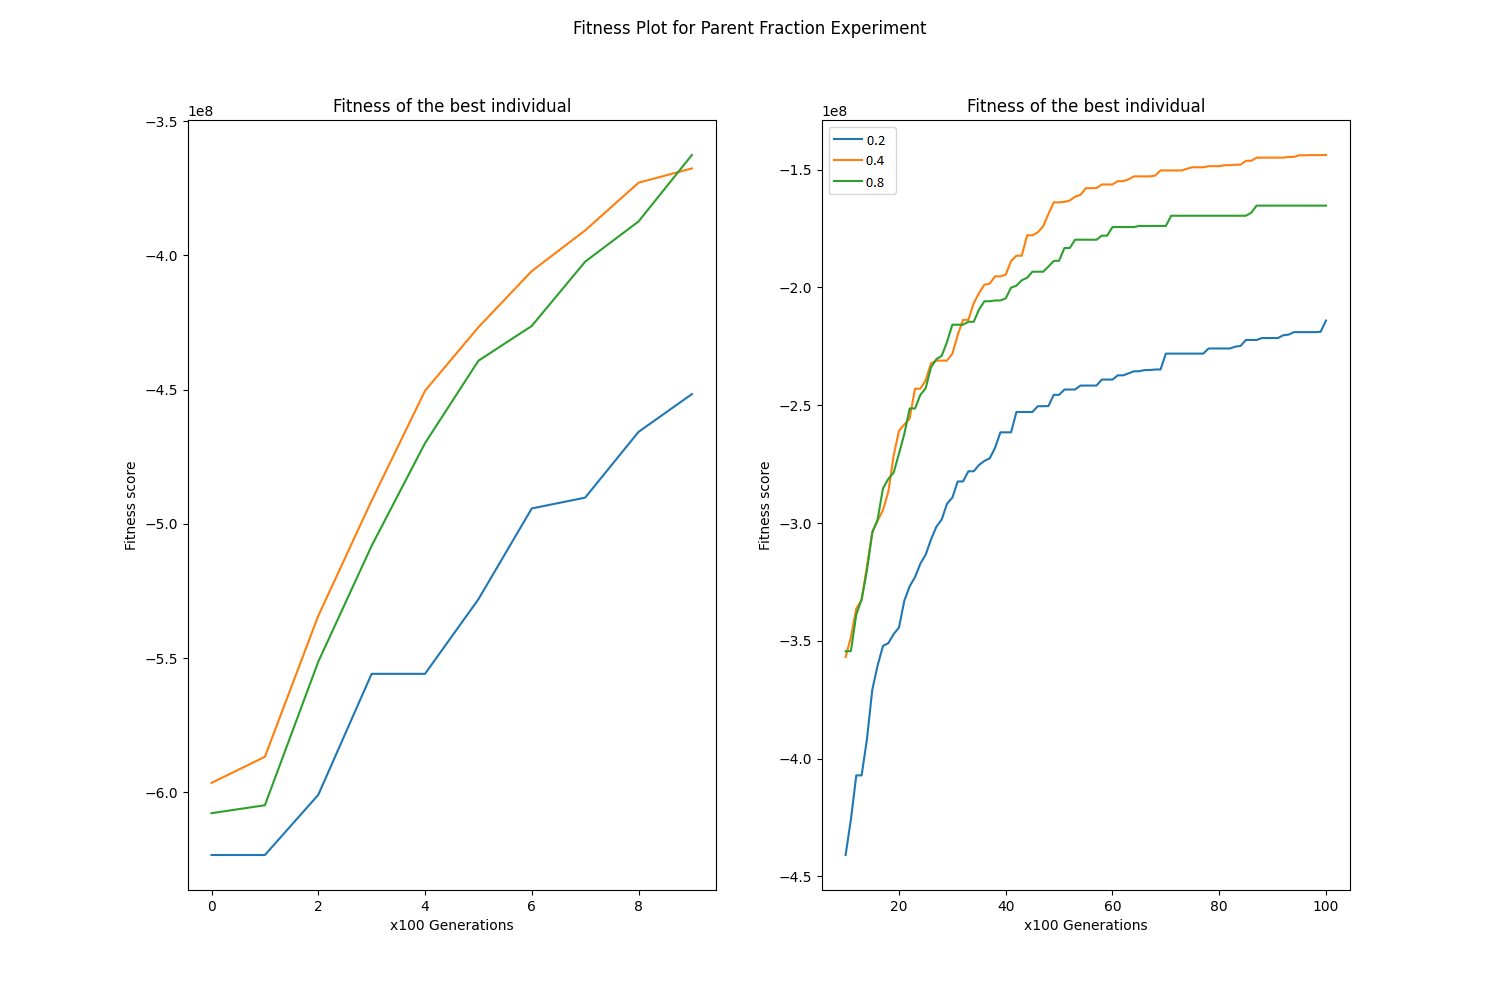 Fitness Plot for Parent Fraction Experiment
Fitness of the best individual
1e8
−3.5
−4.0
−4.5
−5.0
−5.5
−6.0
Fitness score
0 2 4 6 8
x100 Generations
Fitness of the best individual
1e8
0.2
0.4
0.8
−1.5
−2.0
−2.5
−3.0
−3.5
−4.0
−4.5
Fitness score
20 40 60 80 100
x100 Generations